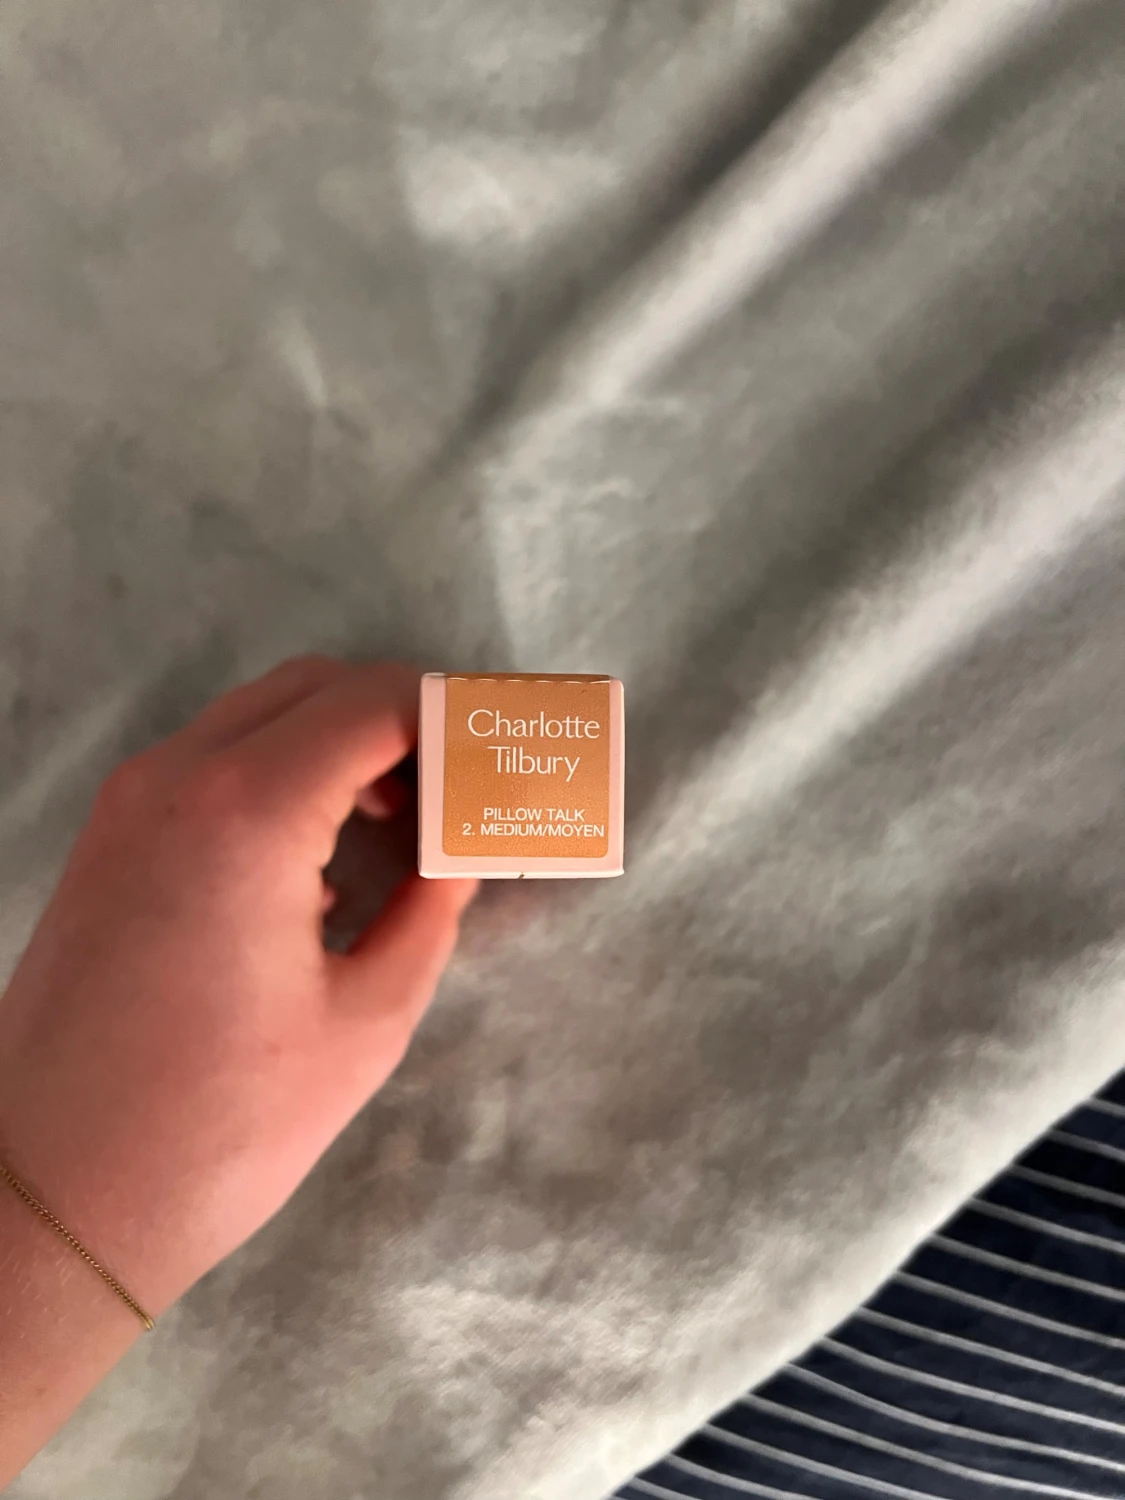 Charlotte
Tilbury
PILLOW TALK
2. MEDIUM/MOYEN